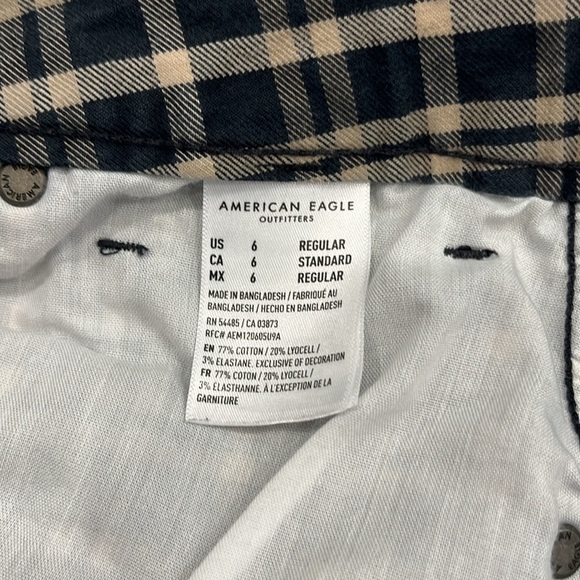 AMERICAN EAGLE
OUTFITTERS
US 6 REGULAR
CA 6 STANDARD
MX 6 REGULAR
MADE IN BANGLADESH / FABRIQUÉ AU
BANGLADESH / HECHO EN BANGLADESH
RN 54485 / CA 03873
RFC# AEM120605U9A
EN 77% COTTON / 20% LYOCELL /
3% ELASTANE. EXCLUSIVE OF DECORATION
FR 77% COTON / 20% LYOCELL /
3% ÉLASTHANNE. À L'EXCEPTION DE LA
GARNITURE
AMERICAN